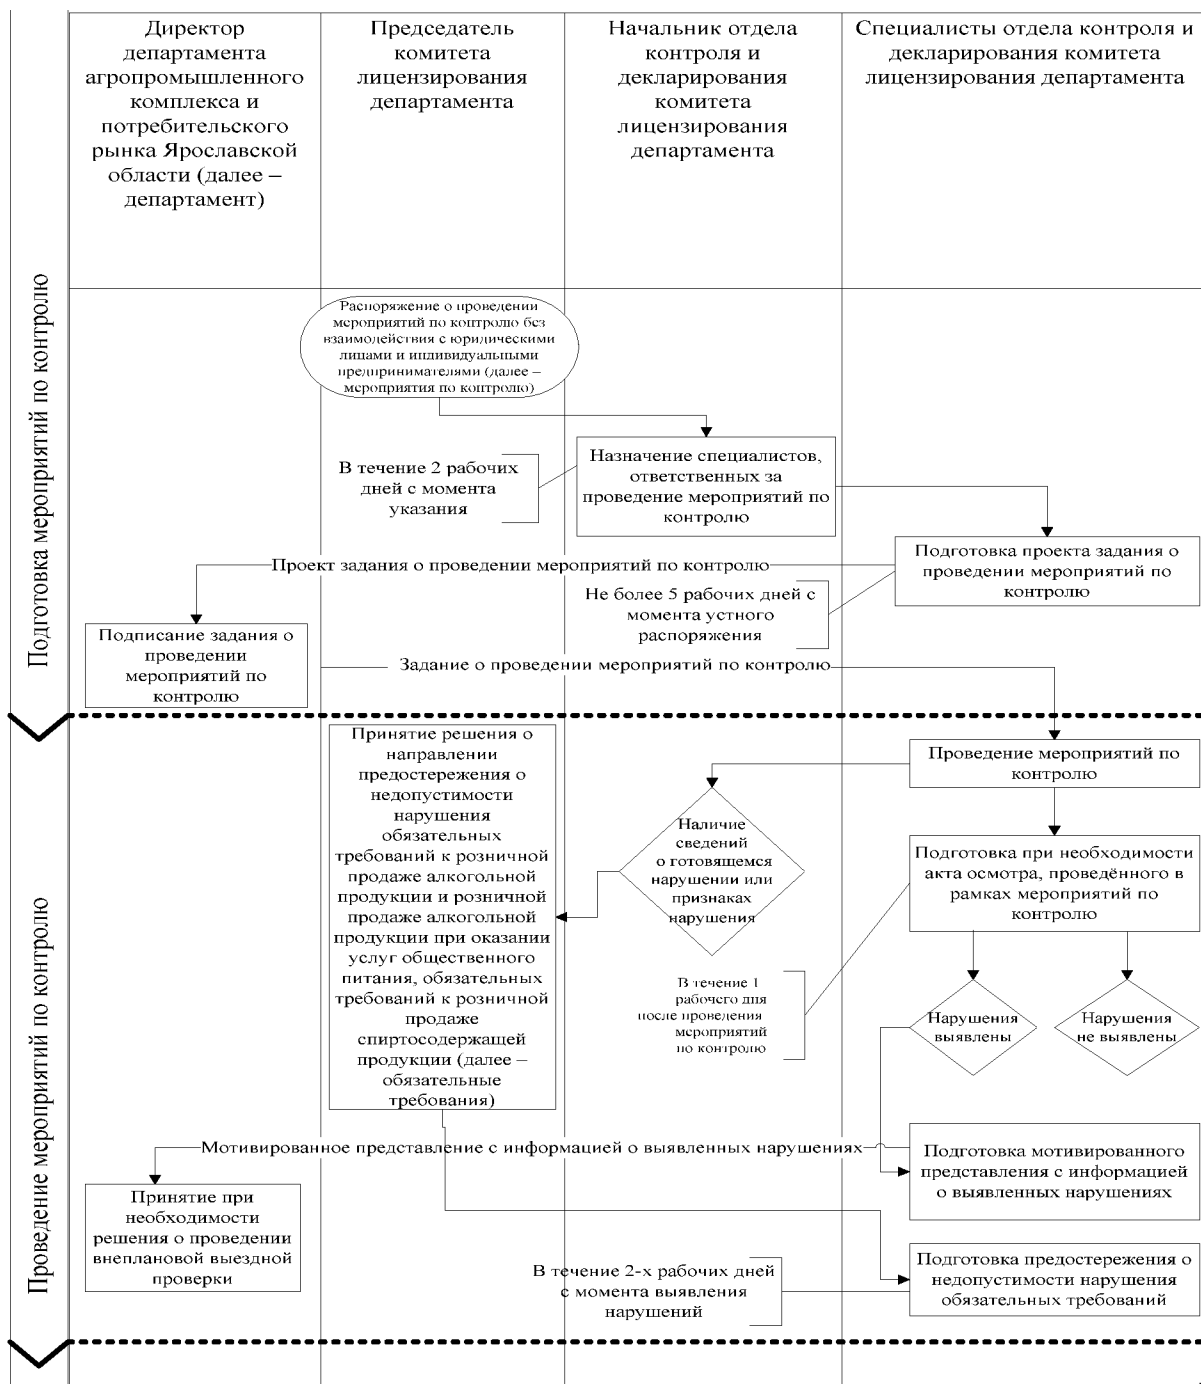 Директор
департамента
агропромышленного
комплекса и
потребительского
рынка Ярославской
области (далее –
департамент)
Председатель
комитета
лицензирования
департамента
Начальник отдела
контроля и
декларирования
комитета
лицензирования
департамента
Специалисты отдела контроля и
декларирования комитета
лицензирования департамента
Подготовка мероприятий по контролю
Распоряжение о проведении
мероприятий по контролю без
взаимодействия с юридическими
лицами и индивидуальными
предпринимателями (далее –
мероприятия по контролю)
В течение 2 рабочих
дней с момента
указания
Назначение специалистов,
ответственных за
проведение мероприятий по
контролю
Подготовка проекта задания о
проведении мероприятий по
контролю
Проект задания о проведении мероприятий по контролю
Не более 5 рабочих дней с
момента устного
распоряжения
Подписание задания о
проведении
мероприятий по
контролю
Задание о проведении мероприятий по контролю
Проведение мероприятий по контролю
Принятие решения о
направлении
предостережения о
недопустимости
нарушения
обязательных
требований к розничной
продаже алкогольной
продукции и розничной
продаже алкогольной
продукции при оказании
услуг общественного
питания, обязательных
требований к розничной
продаже
спиртосодержащей
продукции (далее –
обязательные
требования)
Проведение мероприятий по
контролю
Наличие
сведений
о готовящемся
нарушении или
признаках
нарушения
Подготовка при необходимости
акта осмотра, проведённого в
рамках мероприятий по
контролю
В течение 1
рабочего дня
после проведения
мероприятий
по контролю
Нарушения
выявлены
Нарушения
не выявлены
Мотивированное представление с информацией о выявленных нарушениях
Подготовка мотивированного
представления с информацией
о выявленных нарушениях
Принятие при
необходимости
решения о проведении
внеплановой выездной
проверки
В течение 2-х рабочих дней
с момента выявления
нарушений
Подготовка предостережения о
недопустимости нарушения
обязательных требований